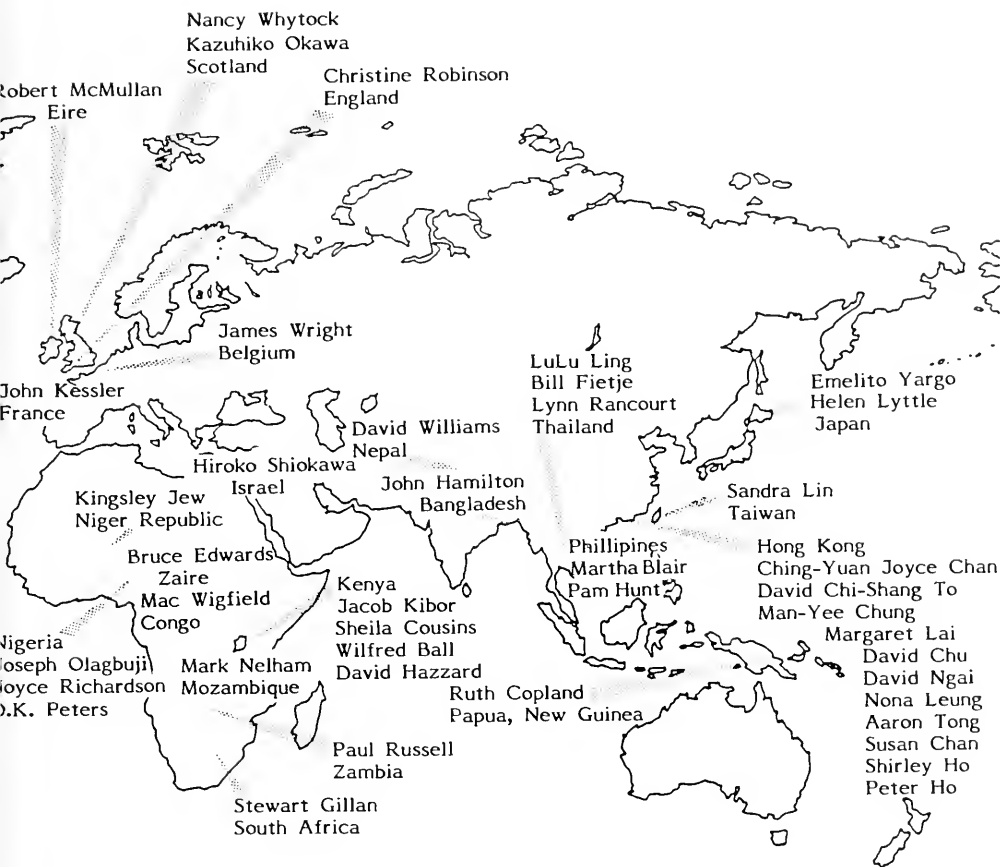 Nancy Whytock
Kazuhiko Okawa
Scotland
Robert McMullan
Eire
Christine Robinson
England
James Wright
Belgium
John Kessler
France
LuLu Ling
Bill Fietje
Lynn Rancourt
Thailand
Emelito Yargo
Helen Lyttle
Japan
David Williams
Nepal
Hiroko Shiokawa
Israel
John Hamilton
Bangladesh
Kingsley Jew
Niger Republic
Sandra Lin
Taiwan
Bruce Edwards
Zaire
Mac Wigfield
Congo
Phillipines
Martha Blair
Pam Hunt
Hong Kong
Ching-Yuan Joyce Chan
David Chi-Shang To
Man-Yee Chung
Margaret Lai
David Chu
David Ngai
Nona Leung
Aaron Tong
Susan Chan
Shirley Ho
Peter Ho
Kenya
Jacob Kibor
Sheila Cousins
Wilfred Ball
David Hazzard
Nigeria
Joseph Olagbuji
Joyce Richardson
D.K. Peters
Mark Nelham
Mozambique
Ruth Copland
Papua, New Guinea
Paul Russell
Zambia
Stewart Gillan
South Africa